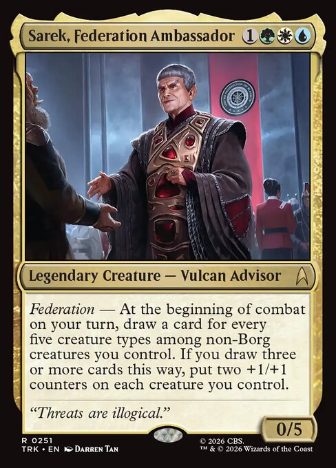 Sarek, Federation Ambassador 1
Legendary Creature — Vulcan Advisor
Federation — At the beginning of combat
on your turn, draw a card for every
five creature types among non-Borg
creatures you control. If you draw three
or more cards this way, put two +1/+1
counters on each creature you control.
“Threats are illogical.”
0/5
R 0251
TRK • EN DARREN TAN
© 2026 CBS.
™ & © 2026 Wizards of the Coast